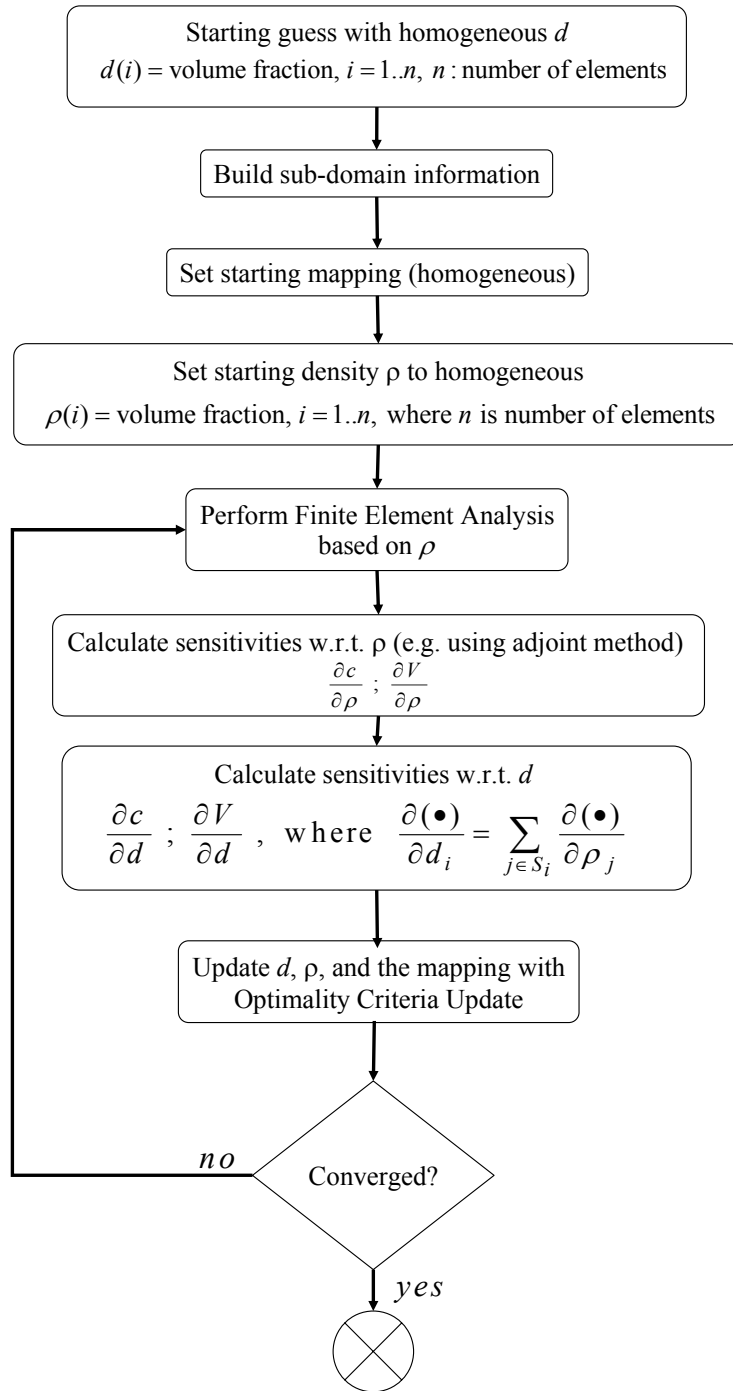 Starting guess with homogeneous d
d(i) = volume fraction, i = 1..n, n : number of elements
Build sub-domain information
Set starting mapping (homogeneous)
Set starting density ρ to homogeneous
ρ(i) = volume fraction, i = 1..n, where n is number of elements
Perform Finite Element Analysis
based on ρ
Calculate sensitivities w.r.t. ρ (e.g. using adjoint method)
∂c/∂ρ ; ∂V/∂ρ
Calculate sensitivities w.r.t. d
∂c/∂d ; ∂V/∂d , where ∂(•)/∂d_i = ∑_{j∈S_i} ∂(•)/∂ρ_j
Update d, ρ, and the mapping with
Optimality Criteria Update
no
Converged?
yes